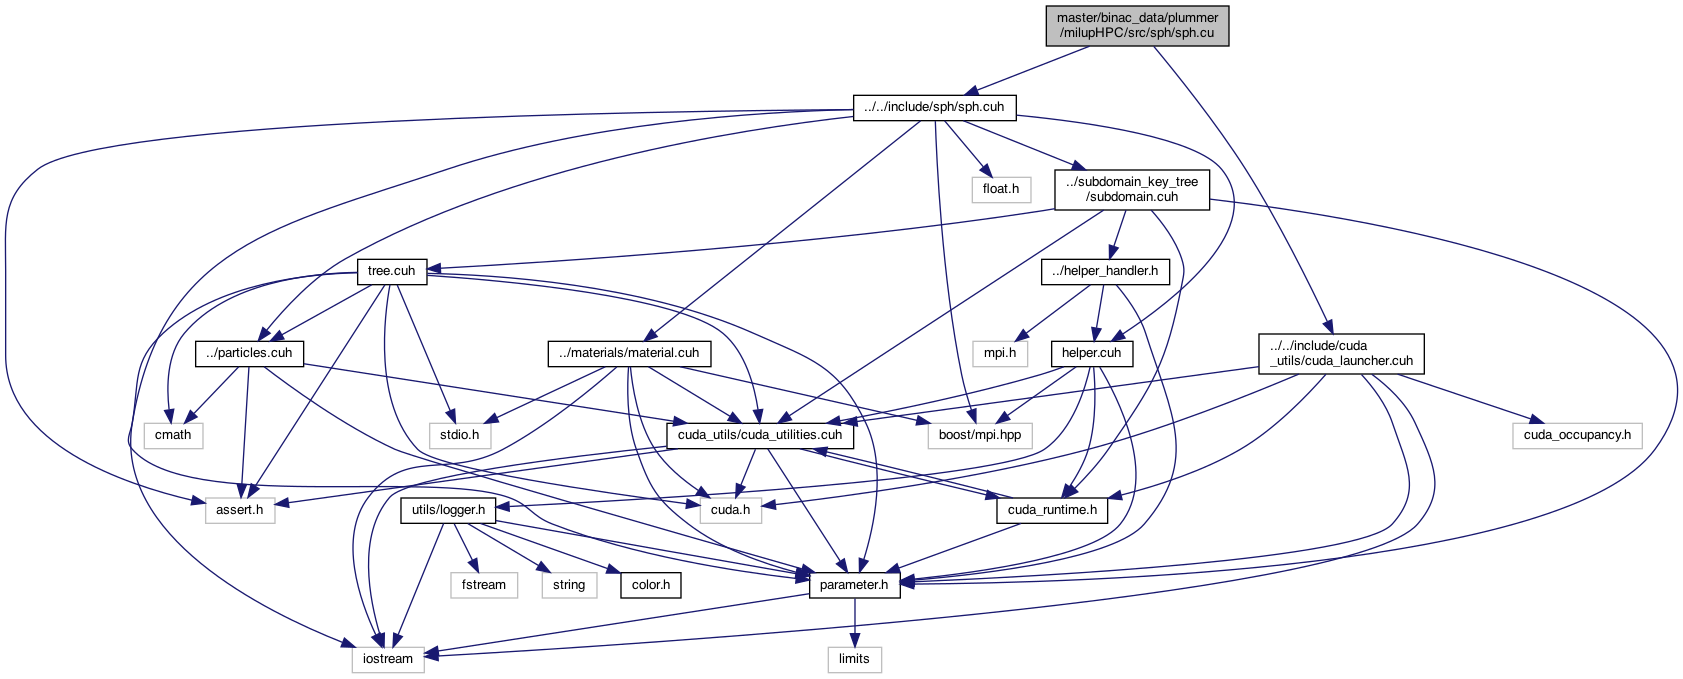 master/binac_data/plummer
/milupHPC/src/sph/sph.cu
../../include/sph/sph.cuh
float.h
../subdomain_key_tree
/subdomain.cuh
tree.cuh
../helper_handler.h
../particles.cuh
../materials/material.cuh
mpi.h
helper.cuh
../../include/cuda
_utils/cuda_launcher.cuh
cmath
stdio.h
cuda_utils/cuda_utilities.cuh
boost/mpi.hpp
cuda_occupancy.h
assert.h
utils/logger.h
cuda.h
cuda_runtime.h
fstream
string
color.h
parameter.h
iostream
limits